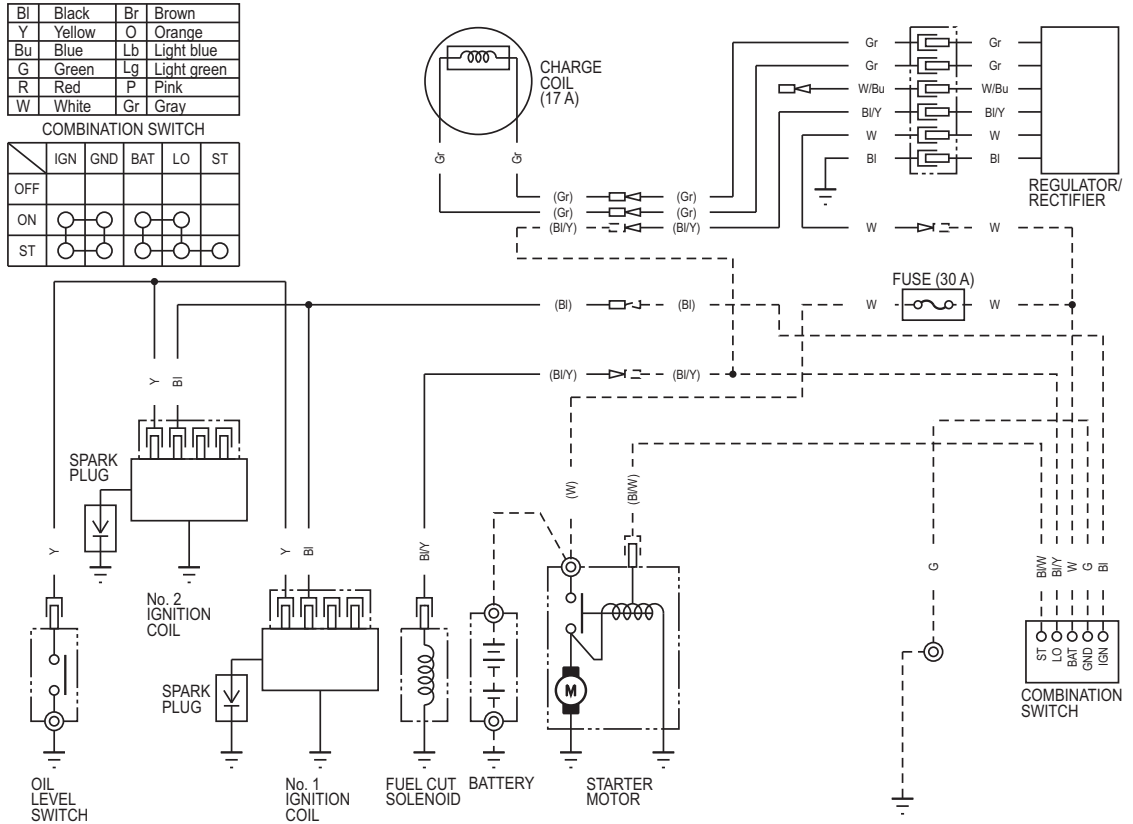 Bl Black Br Brown
Y Yellow O Orange
Bu Blue Lb Light blue
G Green Lg Light green
R Red P Pink
W White Gr Gray
COMBINATION SWITCH
IGN GND BAT LO ST
OFF
ON
ST
CHARGE
COIL
(17 A)
Gr
Gr
Gr Gr
Gr Gr
W/Bu W/Bu
Bl/Y Bl/Y
W W
Bl Bl
REGULATOR/
RECTIFIER
(Gr) (Gr)
(Gr) (Gr)
(Bl/Y) (Bl/Y)
W W
FUSE (30 A)
W W
(Bl) (Bl)
(Bl/Y) (Bl/Y)
Y
Bl
SPARK
PLUG
No. 2
IGNITION
COIL
Y
Y
Bl
Bl/Y
(W)
(Bl/W)
G
Bl/W
Bl/Y
W
G
Bl
ST
LO
BAT
GND
IGN
COMBINATION
SWITCH
SPARK
PLUG
M
OIL
LEVEL
SWITCH
No. 1
IGNITION
COIL
FUEL CUT
SOLENOID
BATTERY
STARTER
MOTOR